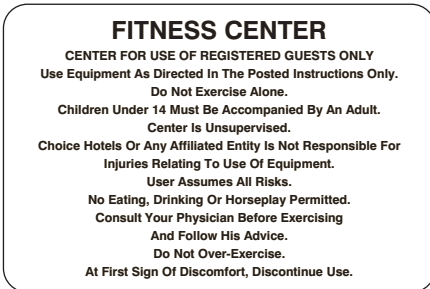 FITNESS CENTER
CENTER FOR USE OF REGISTERED GUESTS ONLY
Use Equipment As Directed In The Posted Instructions Only.
Do Not Exercise Alone.
Children Under 14 Must Be Accompanied By An Adult.
Center Is Unsupervised.
Choice Hotels Or Any Affiliated Entity Is Not Responsible For
Injuries Relating To Use Of Equipment.
User Assumes All Risks.
No Eating, Drinking Or Horseplay Permitted.
Consult Your Physician Before Exercising
And Follow His Advice.
Do Not Over-Exercise.
At First Sign Of Discomfort, Discontinue Use.